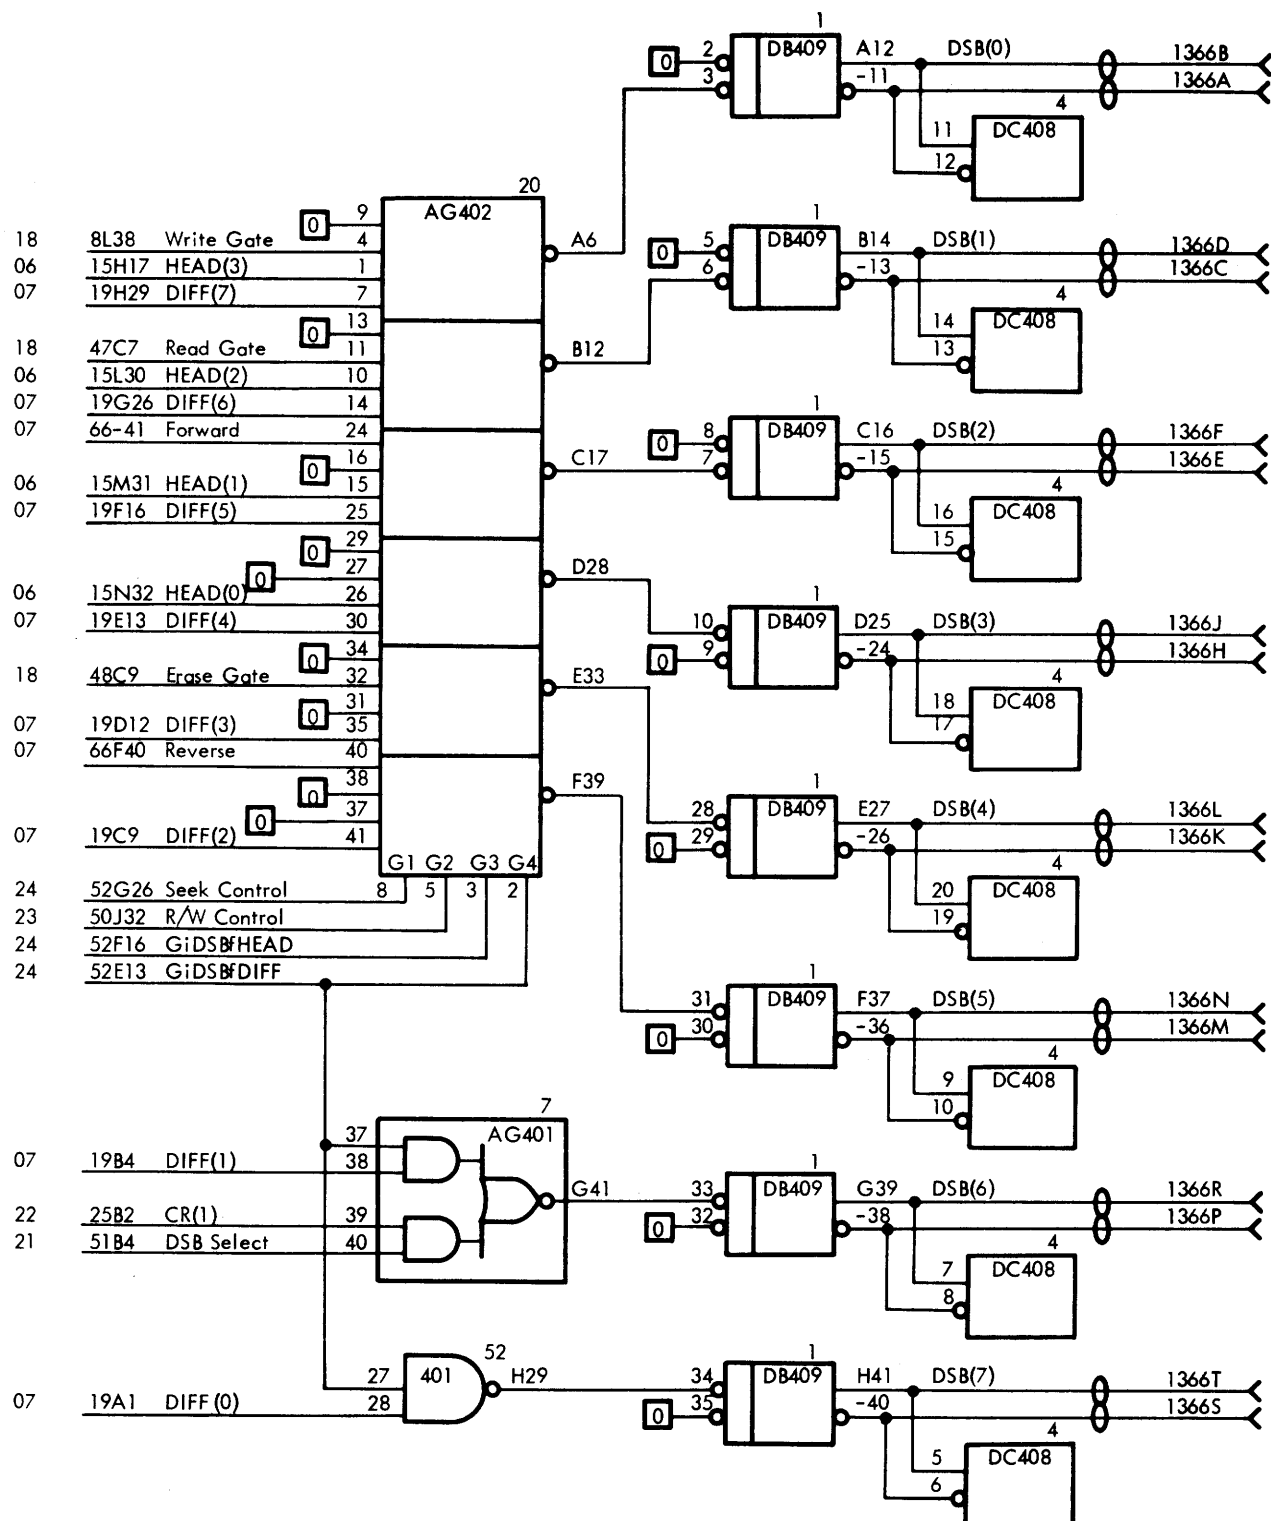 1
2 DB409 A12 DSB(0) 1366B
0
3 -11 1366A
4
11 DC408
12
20
9 AG402
0
18 8L38 Write Gate 4 A6
06 15H17 HEAD(3) 1
07 19H29 DIFF(7) 7
1
0 5 DB409 B14 DSB(1) 1366D
6 -13 1366C
4
14 DC408
13
13
0
18 47C7 Read Gate 11 B12
06 15L30 HEAD(2) 10
07 19G26 DIFF(6) 14
07 66-41 Forward 24
1
0 8 DB409 C16 DSB(2) 1366F
7 -15 1366E
4
16 DC408
15
16 C17
0
06 15M31 HEAD(1) 15
07 19F16 DIFF(5) 25
29
0
27 D28
0
06 15N32 HEAD(0) 26
07 19E13 DIFF(4) 30
1
10 DB409 D25 DSB(3) 1366J
0 9 -24 1366H
4
18 DC408
17
34
0
18 48C9 Erase Gate 32 E33
31
0
07 19D12 DIFF(3) 35
07 66F40 Reverse 40
38 F39
0
37
0
07 19C9 DIFF(2) 41
G1 G2 G3 G4
8 5 3 2
1
28 DB409 E27 DSB(4) 1366L
0 29 -26 1366K
4
20 DC408
19
24 52G26 Seek Control
23 50J32 R/W Control
24 52F16 GiDSBfHEAD
24 52E13 GiDSBfDIFF
1
31 DB409 F37 DSB(5) 1366N
0 30 -36 1366M
4
9 DC408
10
7
37 AG401
07 19B4 DIFF(1) 38
G41
22 25B2 CR(1) 39
21 51B4 DSB Select 40
1
33 DB409 G39 DSB(6) 1366R
0 32 -38 1366P
4
7 DC408
8
52
27 401 H29
07 19A1 DIFF(0) 28
1
34 DB409 H41 DSB(7) 1366T
0 35 -40 1366S
4
5 DC408
6